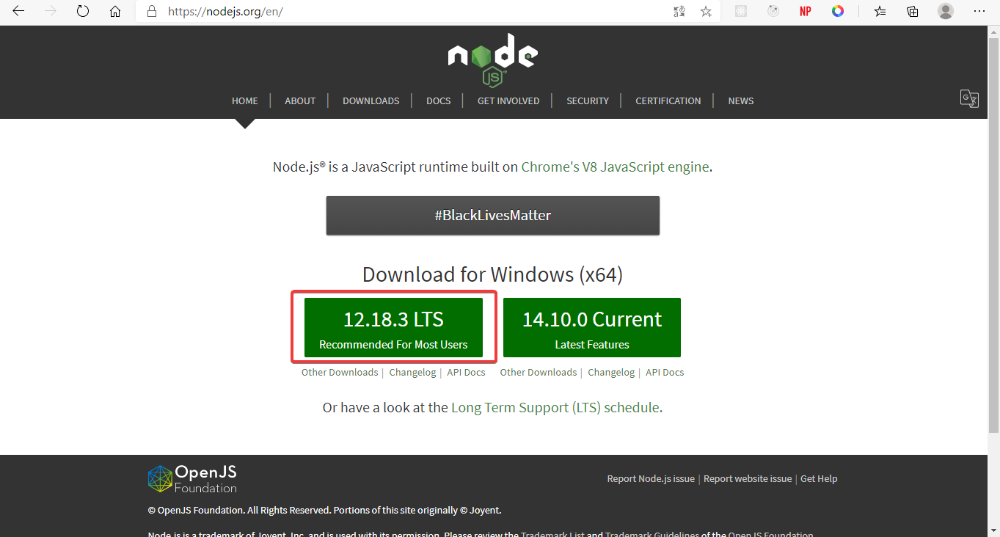 https://nodejs.org/en/
NP
node
JS
HOME | ABOUT | DOWNLOADS | DOCS | GET INVOLVED | SECURITY | CERTIFICATION | NEWS
Node.js® is a JavaScript runtime built on Chrome's V8 JavaScript engine.
#BlackLivesMatter
Download for Windows (x64)
12.18.3 LTS
Recommended For Most Users
14.10.0 Current
Latest Features
Other Downloads | Changelog | API Docs
Other Downloads | Changelog | API Docs
Or have a look at the Long Term Support (LTS) schedule.
OpenJS
Foundation
Report Node.js issue | Report website issue | Get Help
© OpenJS Foundation. All Rights Reserved. Portions of this site originally © Joyent.
Node.js is a trademark of Joyent, Inc. and is used with its permission. Please review the Trademark List and Trademark Guidelines of the OpenJS Foundation.